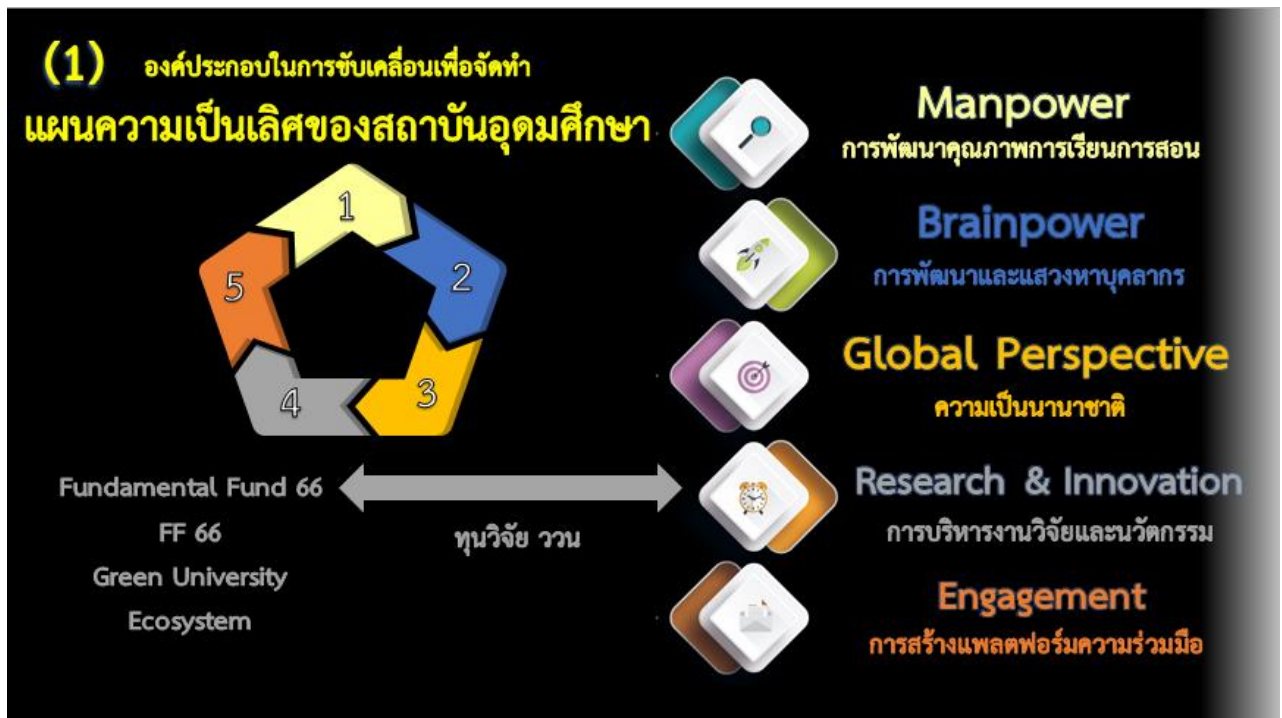 (1) องค์ประกอบในการขับเคลื่อนเพื่อจัดทำ
แผนความเป็นเลิศของสถาบันอุดมศึกษา
1
2
3
4
5
Fundamental Fund 66
FF 66
Green University
Ecosystem
ทุนวิจัย ววน
Manpower
การพัฒนาคุณภาพการเรียนการสอน
Brainpower
การพัฒนาและแสวงหาบุคลากร
Global Perspective
ความเป็นนานาชาติ
Research & Innovation
การบริหารงานวิจัยและนวัตกรรม
Engagement
การสร้างแพลตฟอร์มความร่วมมือ